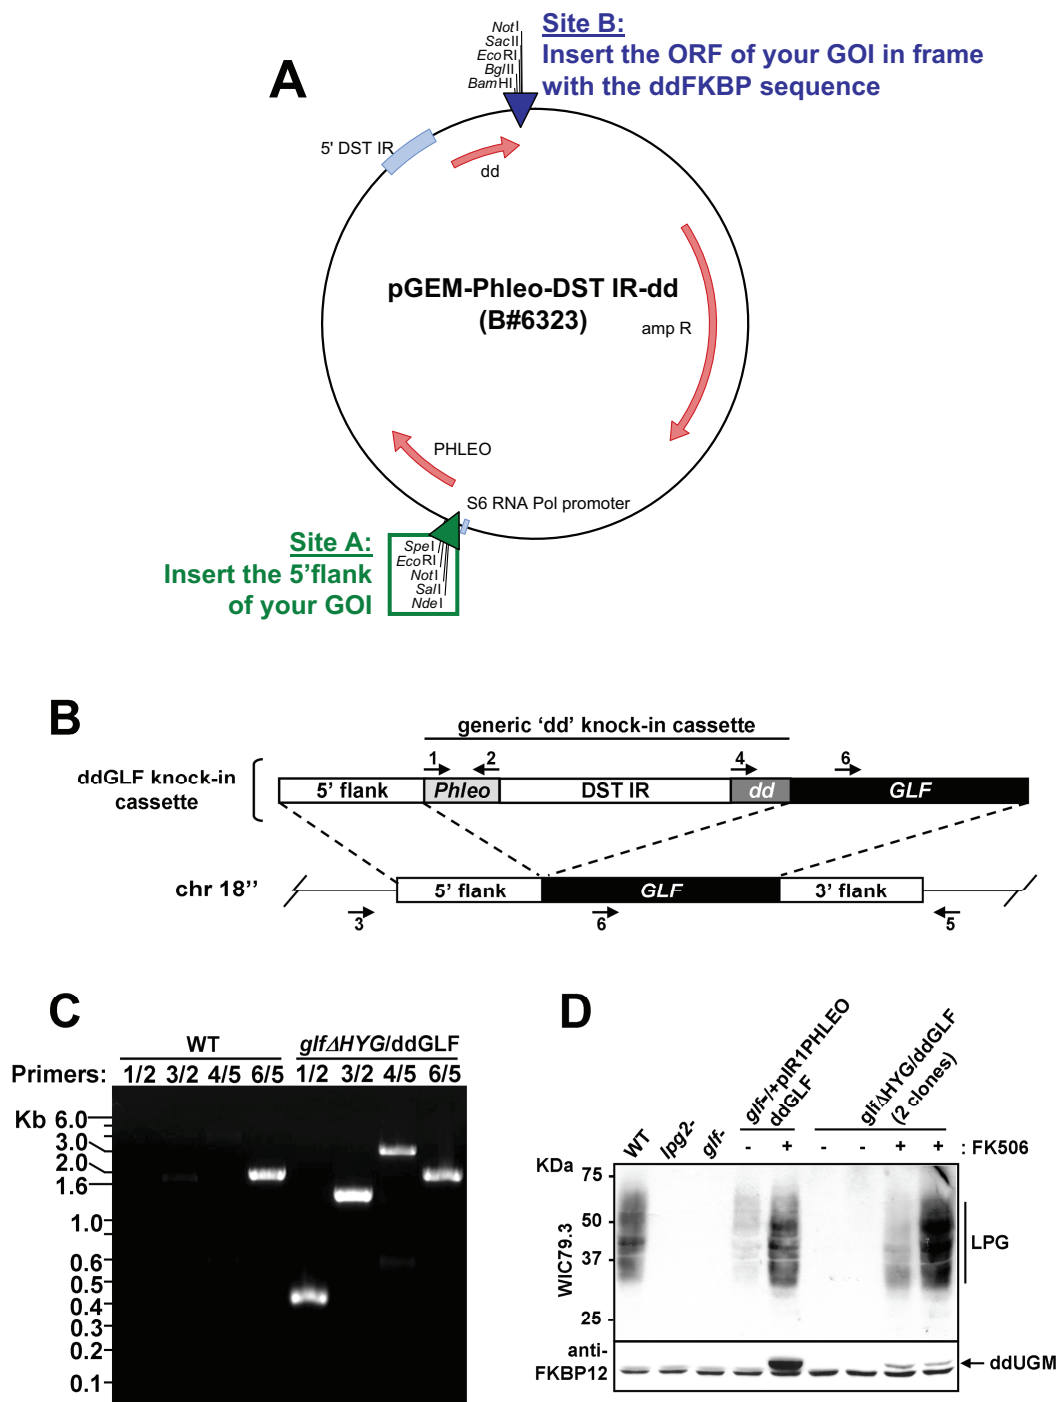 A
NotI
SacII
EcoRI
BglII
BamHI
Site B:
Insert the ORF of your GOI in frame
with the ddFKBP sequence
5' DST IR
dd
pGEM-Phleo-DST IR-dd
(B#6323)
amp R
PHLEO
S6 RNA Pol promoter
Site A:
Insert the 5'flank
of your GOI
SpeI
EcoRI
NotI
SalI
NdeI
B
generic 'dd' knock-in cassette
ddGLF knock-in
cassette
1 2 4 6
5' flank Phleo DST IR dd GLF
chr 18''
5' flank GLF 3' flank
3 6 5
C
WT glfΔHYG/ddGLF
Primers: 1/2 3/2 4/5 6/5 1/2 3/2 4/5 6/5
Kb 6.0
3.0
2.0
1.6
1.0
0.6
0.5
0.4
0.3
0.2
0.1
D
WT
lpg2-
glf-
glf-/+pIR1PHLEO
ddGLF
glfΔHYG/ddGLF
(2 clones)
- + - - + + : FK506
KDa
75
50
37
25
WIC79.3
LPG
anti-
FKBP12
ddUGM